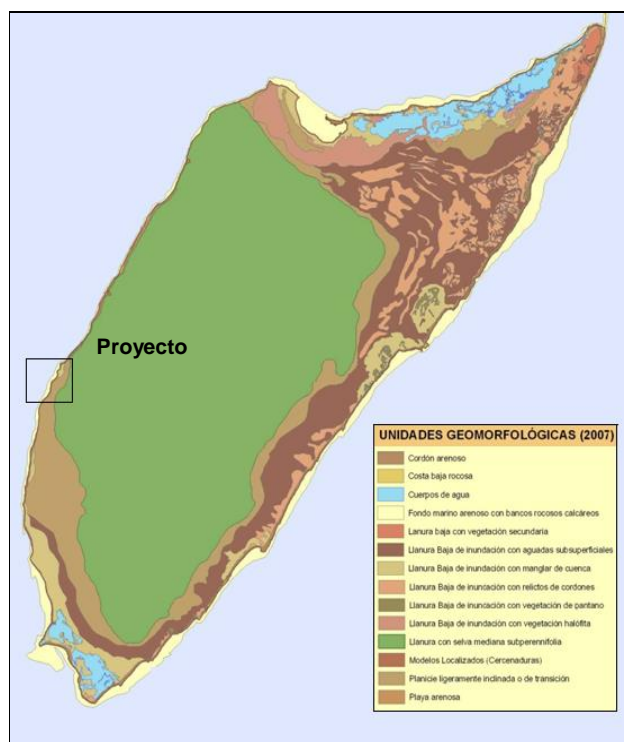 Proyecto
UNIDADES GEOMORFOLÓGICAS (2007)
Cordón arenoso
Costa baja rocosa
Cuerpos de agua
Fondo marino arenoso con bancos rocosos calcáreos
Lanura baja con vegetación secundaría
Llanura Baja de inundación con aguadas subsuperficiales
Llanura Baja de inundación con manglar de cuenca
Llanura Baja de inuncación con relictos de cordones
Llanura Baja de inuncación con vegetación de pantano
Llanura Baja de inundación con vegetación halófita
Llanura con selva mediana subperennifolia
Modelos Localizados (Cercenaduras)
Planicie ligeramente inclinada o de transición
Playa arenosa